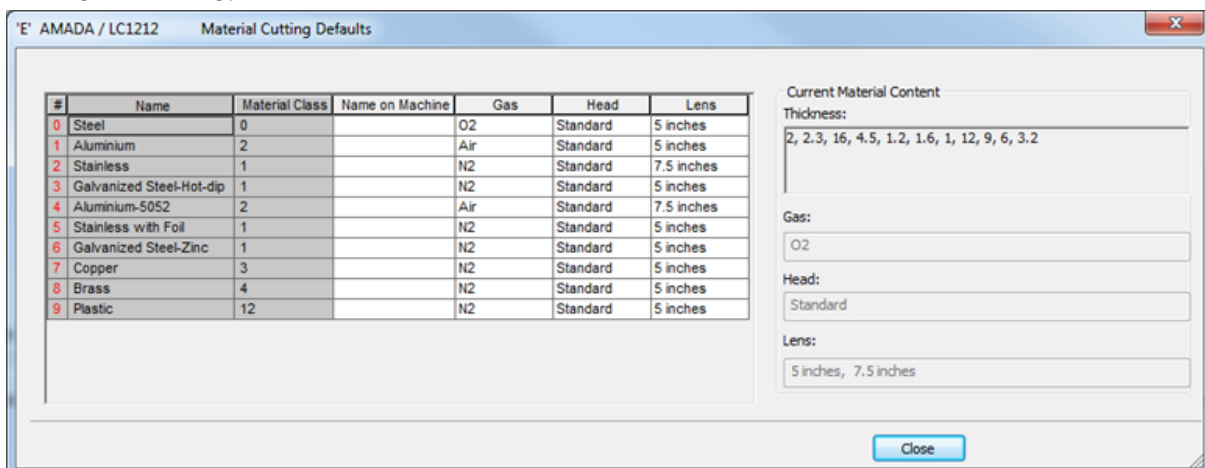 'E' AMADA / LC1212 Material Cutting Defaults
# Name Material Class Name on Machine Gas Head Lens
0 Steel 0 O2 Standard 5 inches
1 Aluminium 2 Air Standard 5 inches
2 Stainless 1 N2 Standard 7.5 inches
3 Galvanized Steel-Hot-dip 1 N2 Standard 5 inches
4 Aluminium-5052 2 Air Standard 7.5 inches
5 Stainless with Foil 1 N2 Standard 5 inches
6 Galvanized Steel-Zinc 1 N2 Standard 5 inches
7 Copper 3 N2 Standard 5 inches
8 Brass 4 N2 Standard 5 inches
9 Plastic 12 N2 Standard 5 inches
Current Material Content
Thickness:
2, 2.3, 16, 4.5, 1.2, 1.6, 1, 12, 9, 6, 3.2
Gas:
O2
Head:
Standard
Lens:
5 inches, 7.5 inches
Close